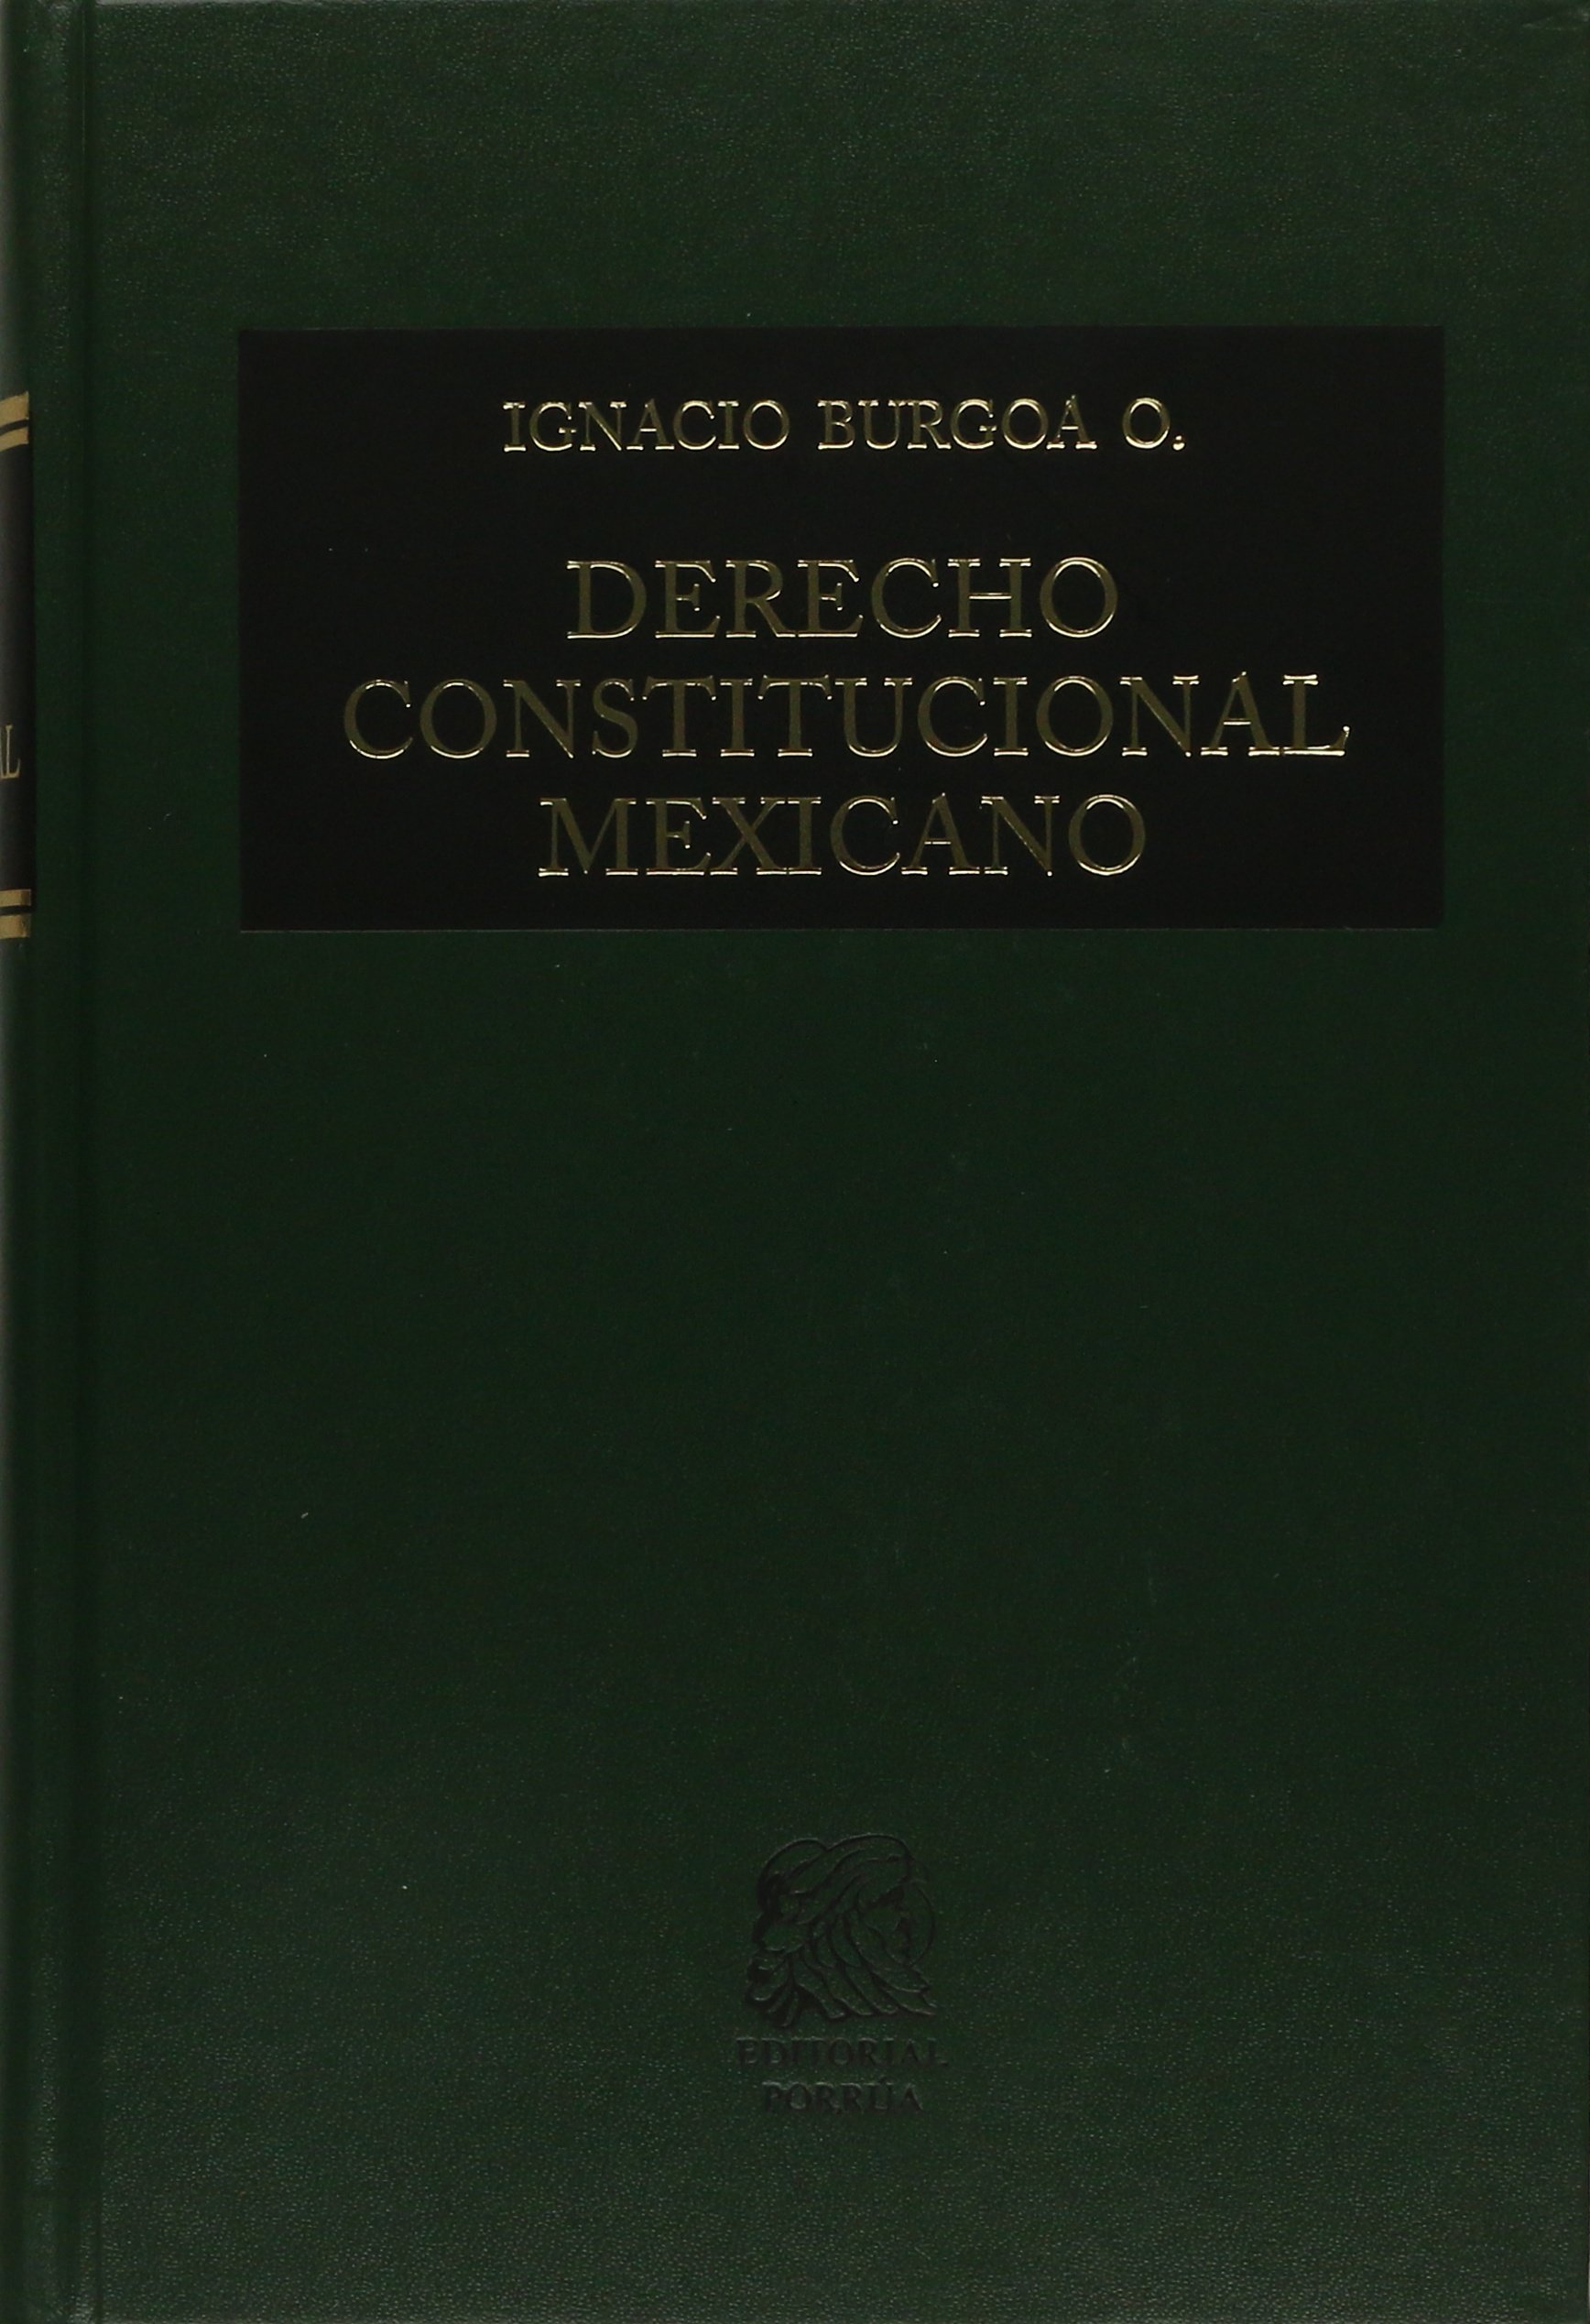 IGNACIO BURGOA O.
DERECHO
CONSTITUCIONAL
MEXICANO
EDITORIAL
PORRÚA